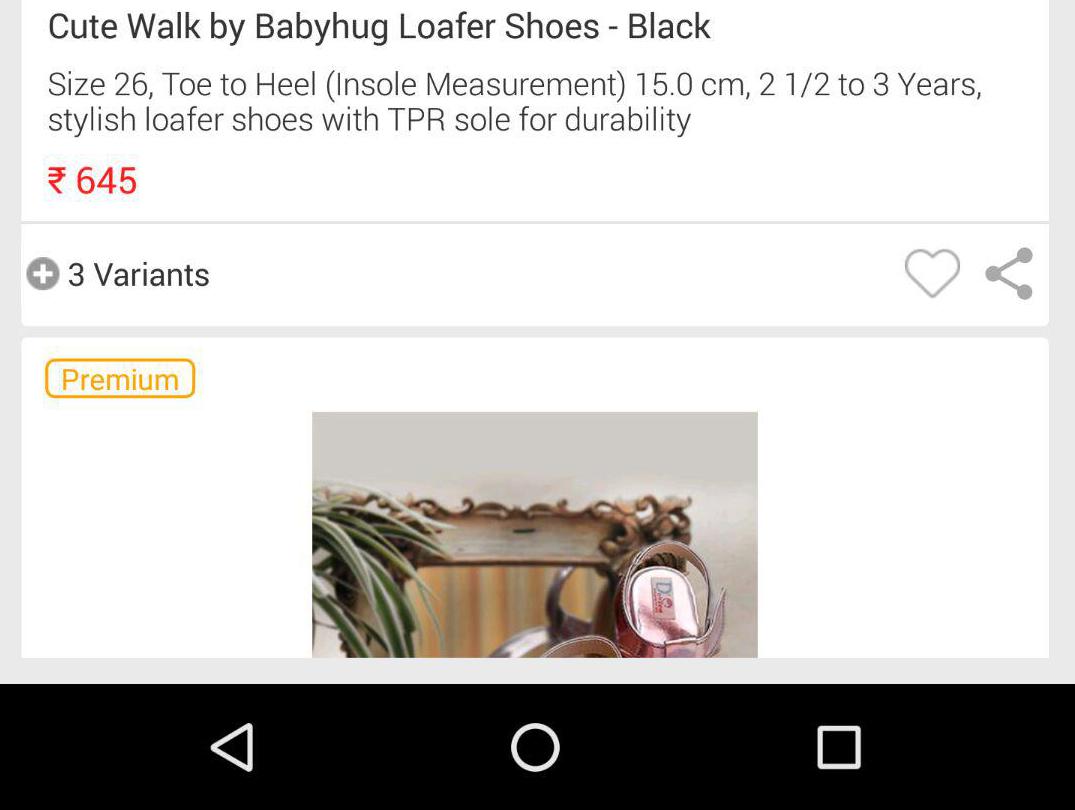 Cute Walk by Babyhug Loafer Shoes - Black
Size 26, Toe to Heel (Insole Measurement) 15.0 cm, 2 1/2 to 3 Years,
stylish loafer shoes with TPR sole for durability
₹ 645
3 Variants
Premium